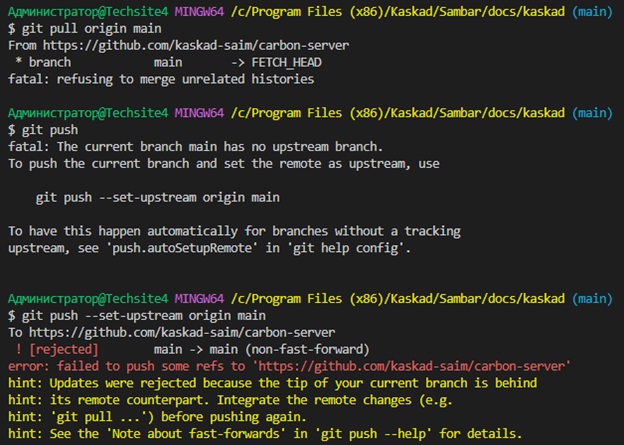 Администратор@Techsite4 MINGW64 /c/Program Files (x86)/Kaskad/Sambar/docs/kaskad (main)
$ git pull origin main
From https://github.com/kaskad-saim/carbon-server
 * branch            main       -> FETCH_HEAD
fatal: refusing to merge unrelated histories

Администратор@Techsite4 MINGW64 /c/Program Files (x86)/Kaskad/Sambar/docs/kaskad (main)
$ git push
fatal: The current branch main has no upstream branch.
To push the current branch and set the remote as upstream, use

    git push --set-upstream origin main

To have this happen automatically for branches without a tracking
upstream, see 'push.autoSetupRemote' in 'git help config'.


Администратор@Techsite4 MINGW64 /c/Program Files (x86)/Kaskad/Sambar/docs/kaskad (main)
$ git push --set-upstream origin main
To https://github.com/kaskad-saim/carbon-server
 ! [rejected]        main -> main (non-fast-forward)
error: failed to push some refs to 'https://github.com/kaskad-saim/carbon-server'
hint: Updates were rejected because the tip of your current branch is behind
hint: its remote counterpart. Integrate the remote changes (e.g.
hint: 'git pull ...') before pushing again.
hint: See the 'Note about fast-forwards' in 'git push --help' for details.